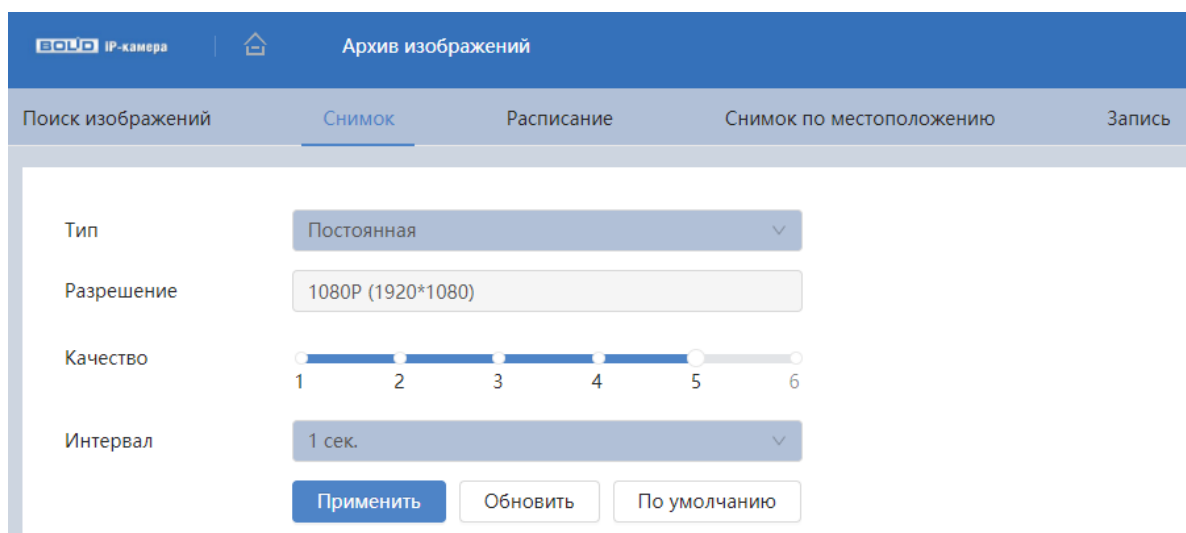 BOLID IP-камера Архив изображений
Поиск изображений Снимок Расписание Снимок по местоположению Запись
Тип Постоянная
Разрешение 1080P (1920*1080)
Качество
1 2 3 4 5 6
Интервал 1 сек.
Применить Обновить По умолчанию